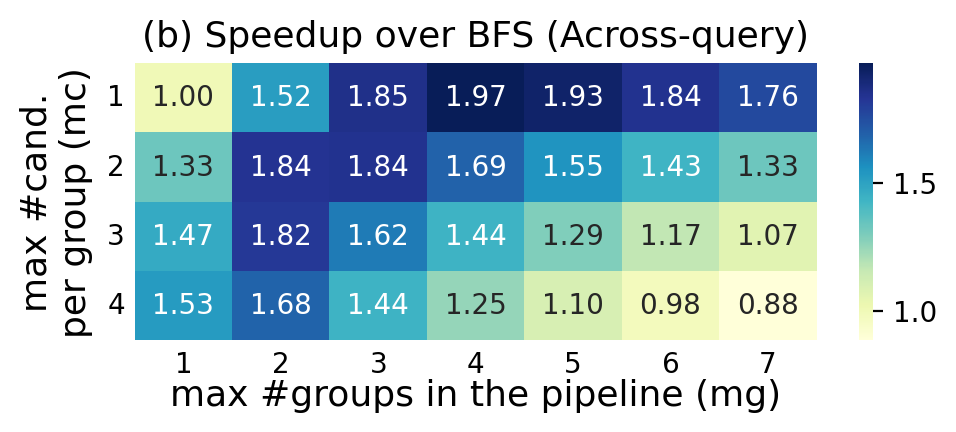 (b) Speedup over BFS (Across-query)
max #cand.
per group (mc)
1 1.00 1.52 1.85 1.97 1.93 1.84 1.76
2 1.33 1.84 1.84 1.69 1.55 1.43 1.33
3 1.47 1.82 1.62 1.44 1.29 1.17 1.07
4 1.53 1.68 1.44 1.25 1.10 0.98 0.88
1 2 3 4 5 6 7
max #groups in the pipeline (mg)
1.5
1.0